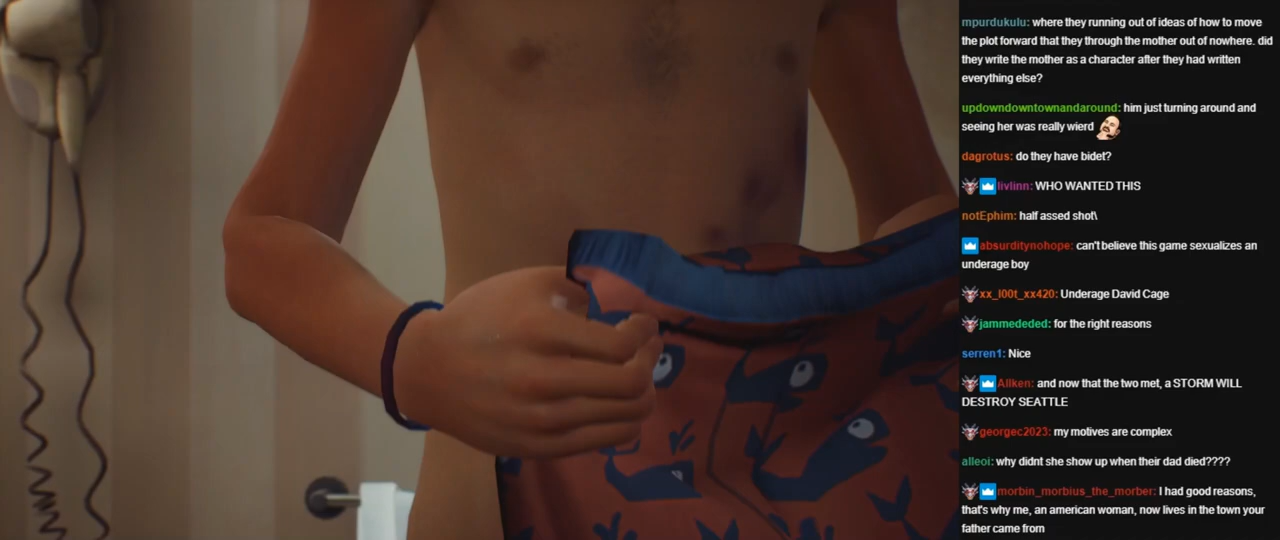 mpurdukulu: where they running out of ideas of how to move
the plot forward that they through the mother out of nowhere. did
they write the mother as a character after they had written
everything else?
updowndowntownandaround: him just turning around and
seeing her was really wierd
dagrotus: do they have bidet?
livlinn: WHO WANTED THIS
notEphim: half assed shot\
absurditynohope: can't believe this game sexualizes an
underage boy
xx_l00t_xx420: Underage David Cage
jammededed: for the right reasons
serren1: Nice
Allken: and now that the two met, a STORM WILL
DESTROY SEATTLE
georgec2023: my motives are complex
alleoi: why didnt she show up when their dad died????
morbin_morbius_the_morber: I had good reasons,
that's why me, an american woman, now lives in the town your
father came from